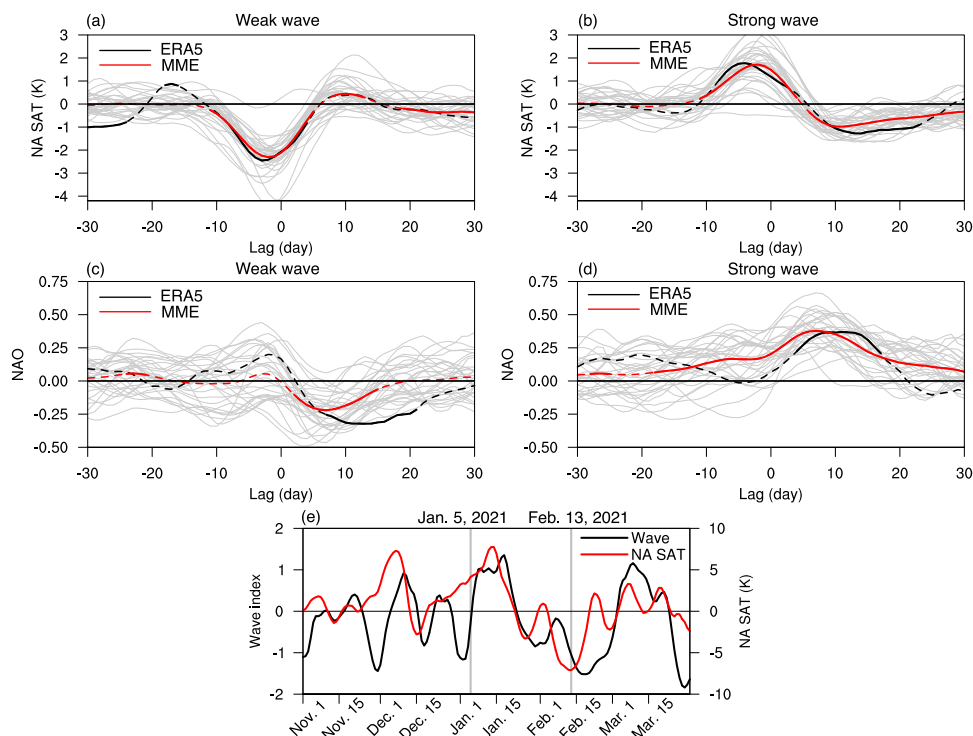 (a) Weak wave
ERA5
MME
NA SAT (K)
3
2
1
0
-1
-2
-3
-4
-30 -20 -10 0 10 20 30
Lag (day)
(b) Strong wave
ERA5
MME
NA SAT (K)
3
2
1
0
-1
-2
-3
-4
-30 -20 -10 0 10 20 30
Lag (day)
(c) Weak wave
ERA5
MME
NAO
0.75
0.50
0.25
0.00
-0.25
-0.50
-30 -20 -10 0 10 20 30
Lag (day)
(d) Strong wave
ERA5
MME
NAO
0.75
0.50
0.25
0.00
-0.25
-0.50
-30 -20 -10 0 10 20 30
Lag (day)
(e) Jan. 5, 2021 Feb. 13, 2021
Wave
NA SAT
Wave index
2
1
0
-1
-2
NA SAT (K)
10
5
0
-5
-10
Nov. 1 Nov. 15 Dec. 1 Dec. 15 Jan. 1 Jan. 15 Feb. 1 Feb. 15 Mar. 1 Mar. 15